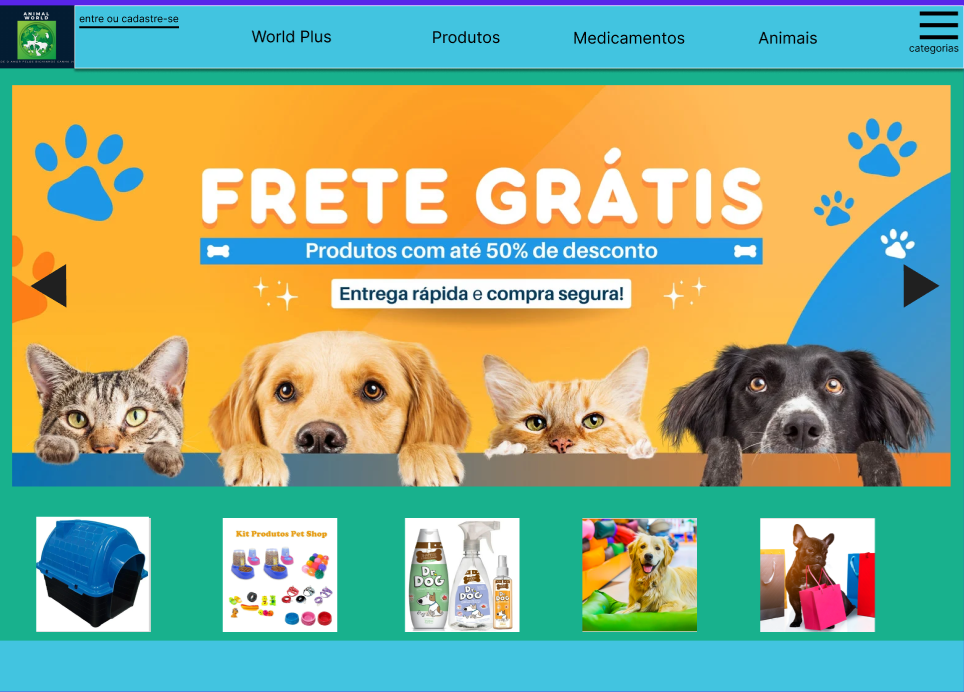 ANIMAL
WORLD
entre ou cadastre-se
World Plus
Produtos
Medicamentos
Animais
categorias
FRETE GRÁTIS
Produtos com até 50% de desconto
Entrega rápida e compra segura!
Kit Produtos Pet Shop
Dr.
DOG
Dr.
DOG
DOG